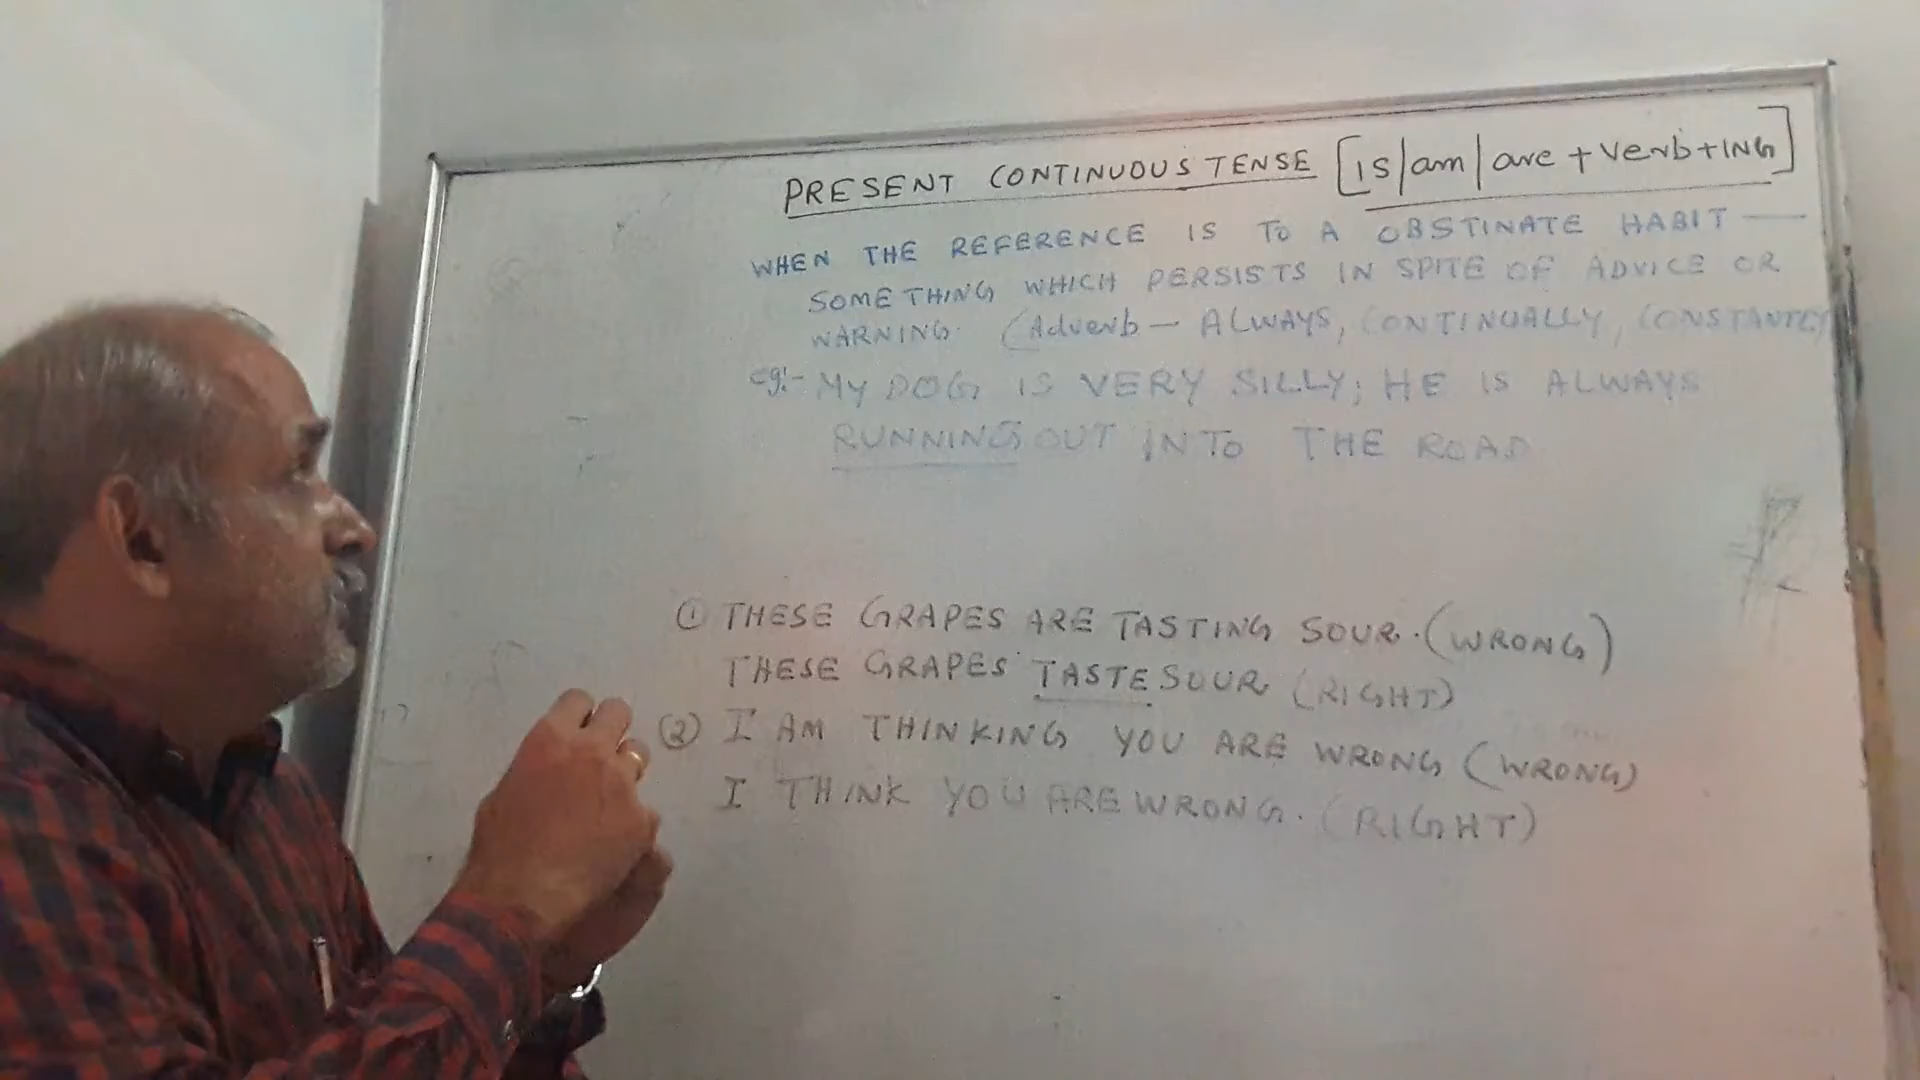 PRESENT CONTINUOUS TENSE [IS/am/are + Verb + ING]
WHEN THE REFERENCE IS TO A OBSTINATE HABIT —
SOMETHING WHICH PERSISTS IN SPITE OF ADVICE OR
WARNING. (Adverb - ALWAYS, CONTINUALLY, CONSTANTLY
eg:- MY DOG IS VERY SILLY; HE IS ALWAYS
RUNNING OUT INTO THE ROAD
① THESE GRAPES ARE TASTING SOUR. (WRONG)
THESE GRAPES TASTE SOUR (RIGHT)
② I AM THINKING YOU ARE WRONG (WRONG)
I THINK YOU ARE WRONG. (RIGHT)